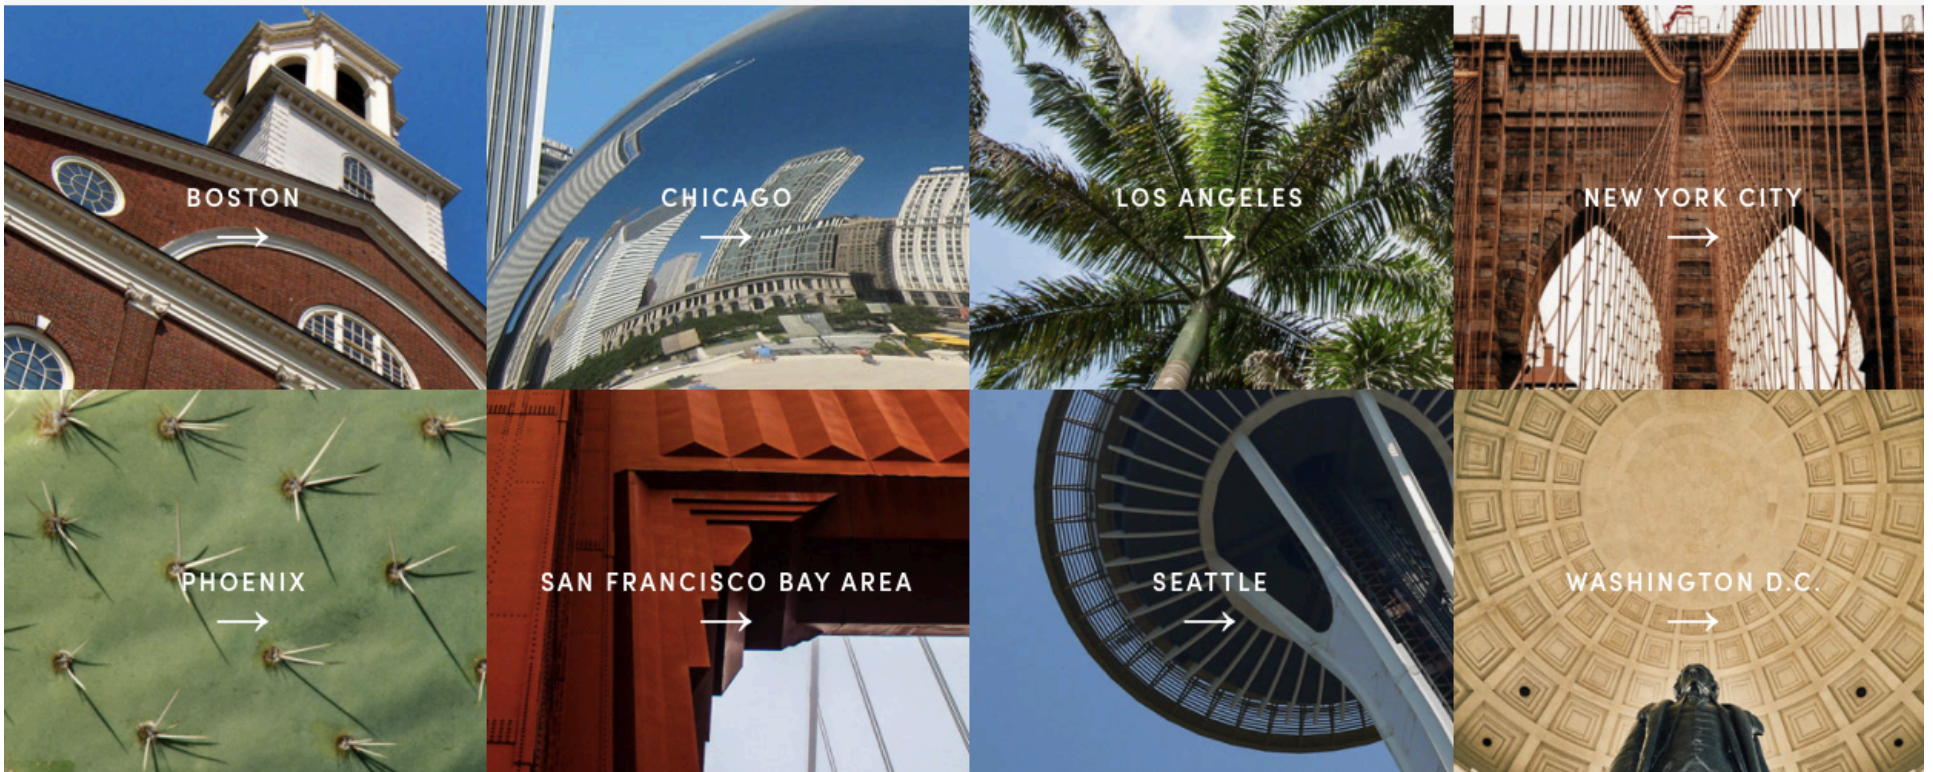 BOSTON
CHICAGO
LOS ANGELES
NEW YORK CITY
PHOENIX
SAN FRANCISCO BAY AREA
SEATTLE
WASHINGTON D.C.